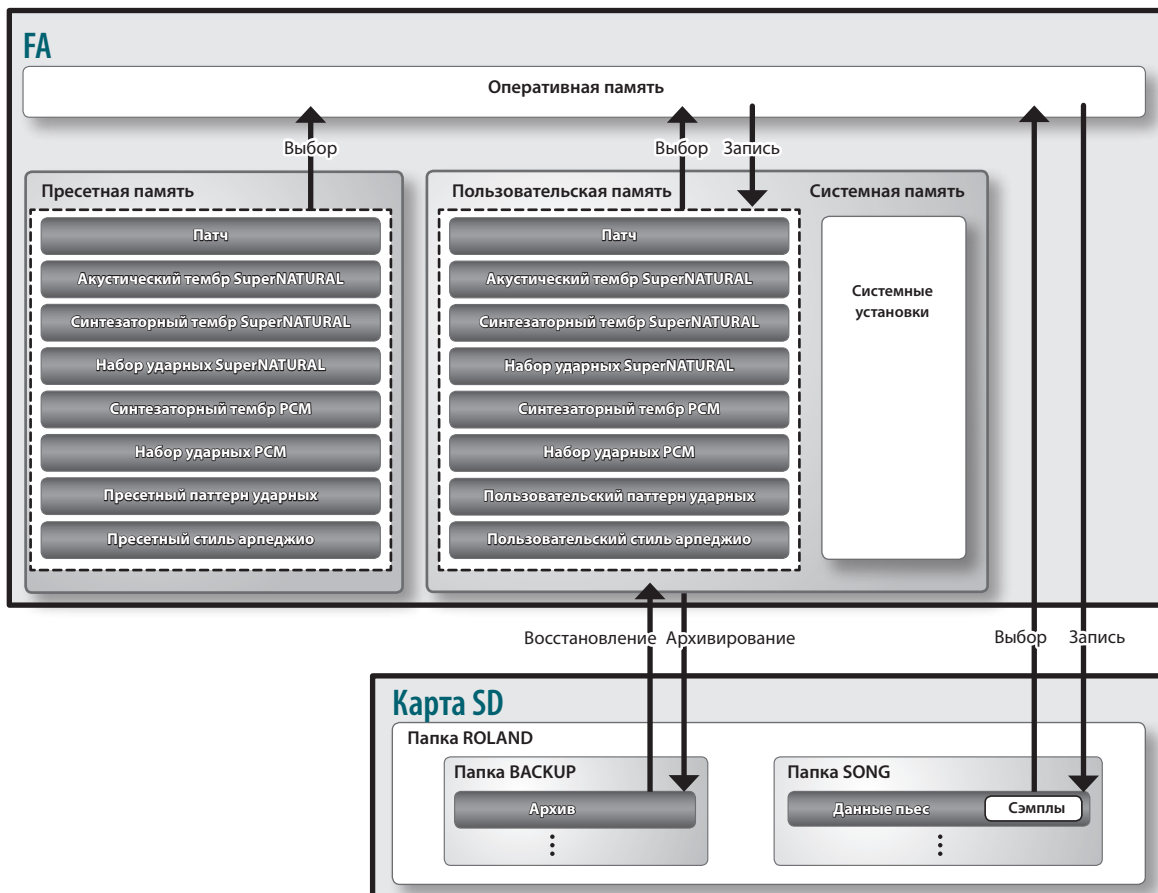 FA
Оперативная память
Выбор
Выбор
Запись
Пресетная память
Патч
Акустический тембр SuperNATURAL
Синтезаторный тембр SuperNATURAL
Набор ударных SuperNATURAL
Синтезаторный тембр PCM
Набор ударных PCM
Пресетный паттерн ударных
Пресетный стиль арпеджио
Пользовательская память
Патч
Акустический тембр SuperNATURAL
Синтезаторный тембр SuperNATURAL
Набор ударных SuperNATURAL
Синтезаторный тембр PCM
Набор ударных PCM
Пользовательский паттерн ударных
Пользовательский стиль арпеджио
Системная память
Системные
установки
Восстановление
Архивирование
Выбор
Запись
Карта SD
Папка ROLAND
Папка BACKUP
Архив
Папка SONG
Данные пьес
Сэмплы